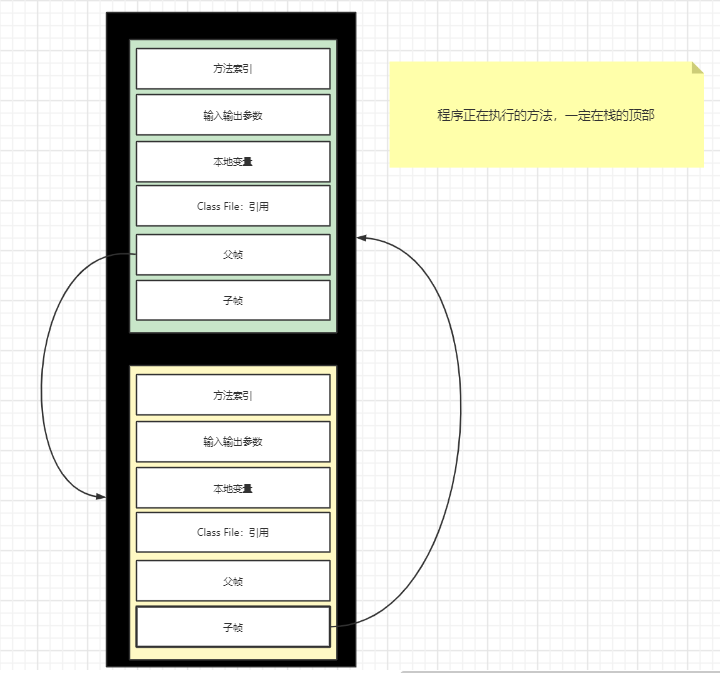 方法索引
输入输出参数
本地变量
Class File：引用
父帧
子帧
方法索引
输入输出参数
本地变量
Class File：引用
父帧
子帧
程序正在执行的方法，一定在栈的顶部